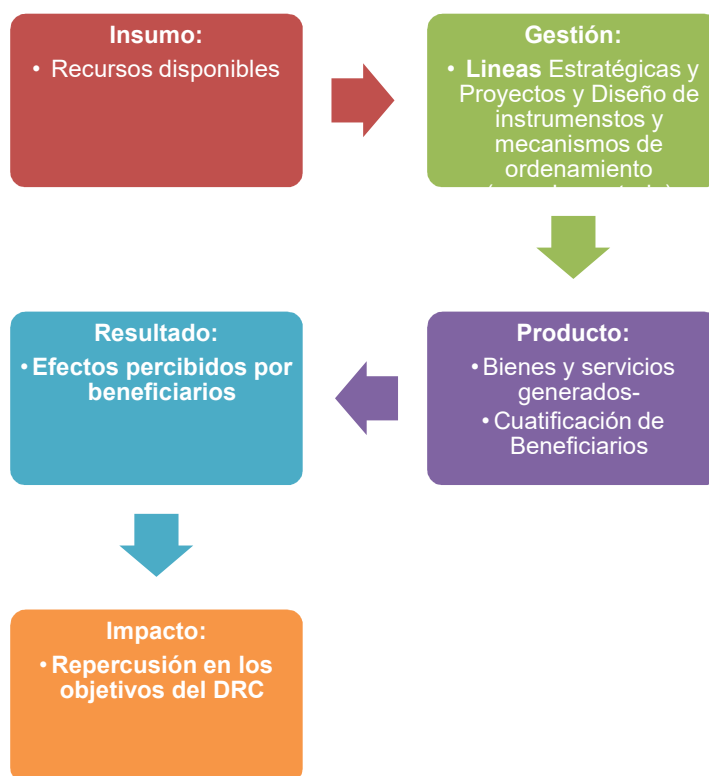 Insumo:
• Recursos disponibles
Gestión:
• Lineas Estratégicas y
Proyectos y Diseño de
instrumenstos y
mecanismos de
ordenamiento
Producto:
• Bienes y servicios
generados-
• Cuatificación de
Beneficiarios
Resultado:
• Efectos percibidos por
beneficiarios
Impacto:
• Repercusión en los
objetivos del DRC